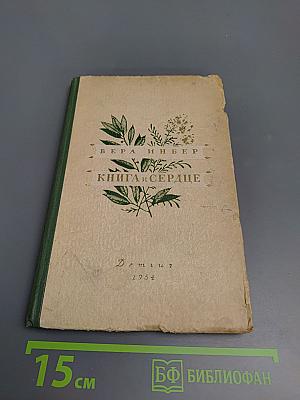 ВЕРА ИНБЕР
КНИГА и СЕРДЦЕ
Детгиз
1954
15 см
БФ БИБЛИОФАН